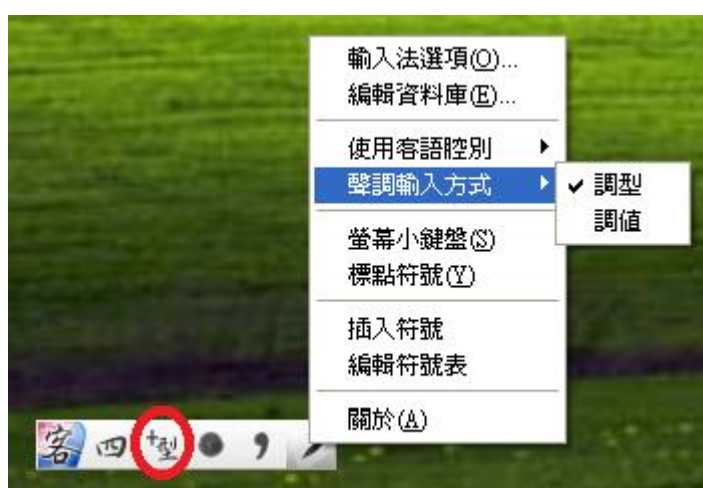 輸入法選項(O)...
編輯資料庫(E)...
使用客語腔別
聲調輸入方式
調型
調值
螢幕小鍵盤(S)
標點符號(Y)
插入符號
編輯符號表
關於(A)
客 四 +型 ，